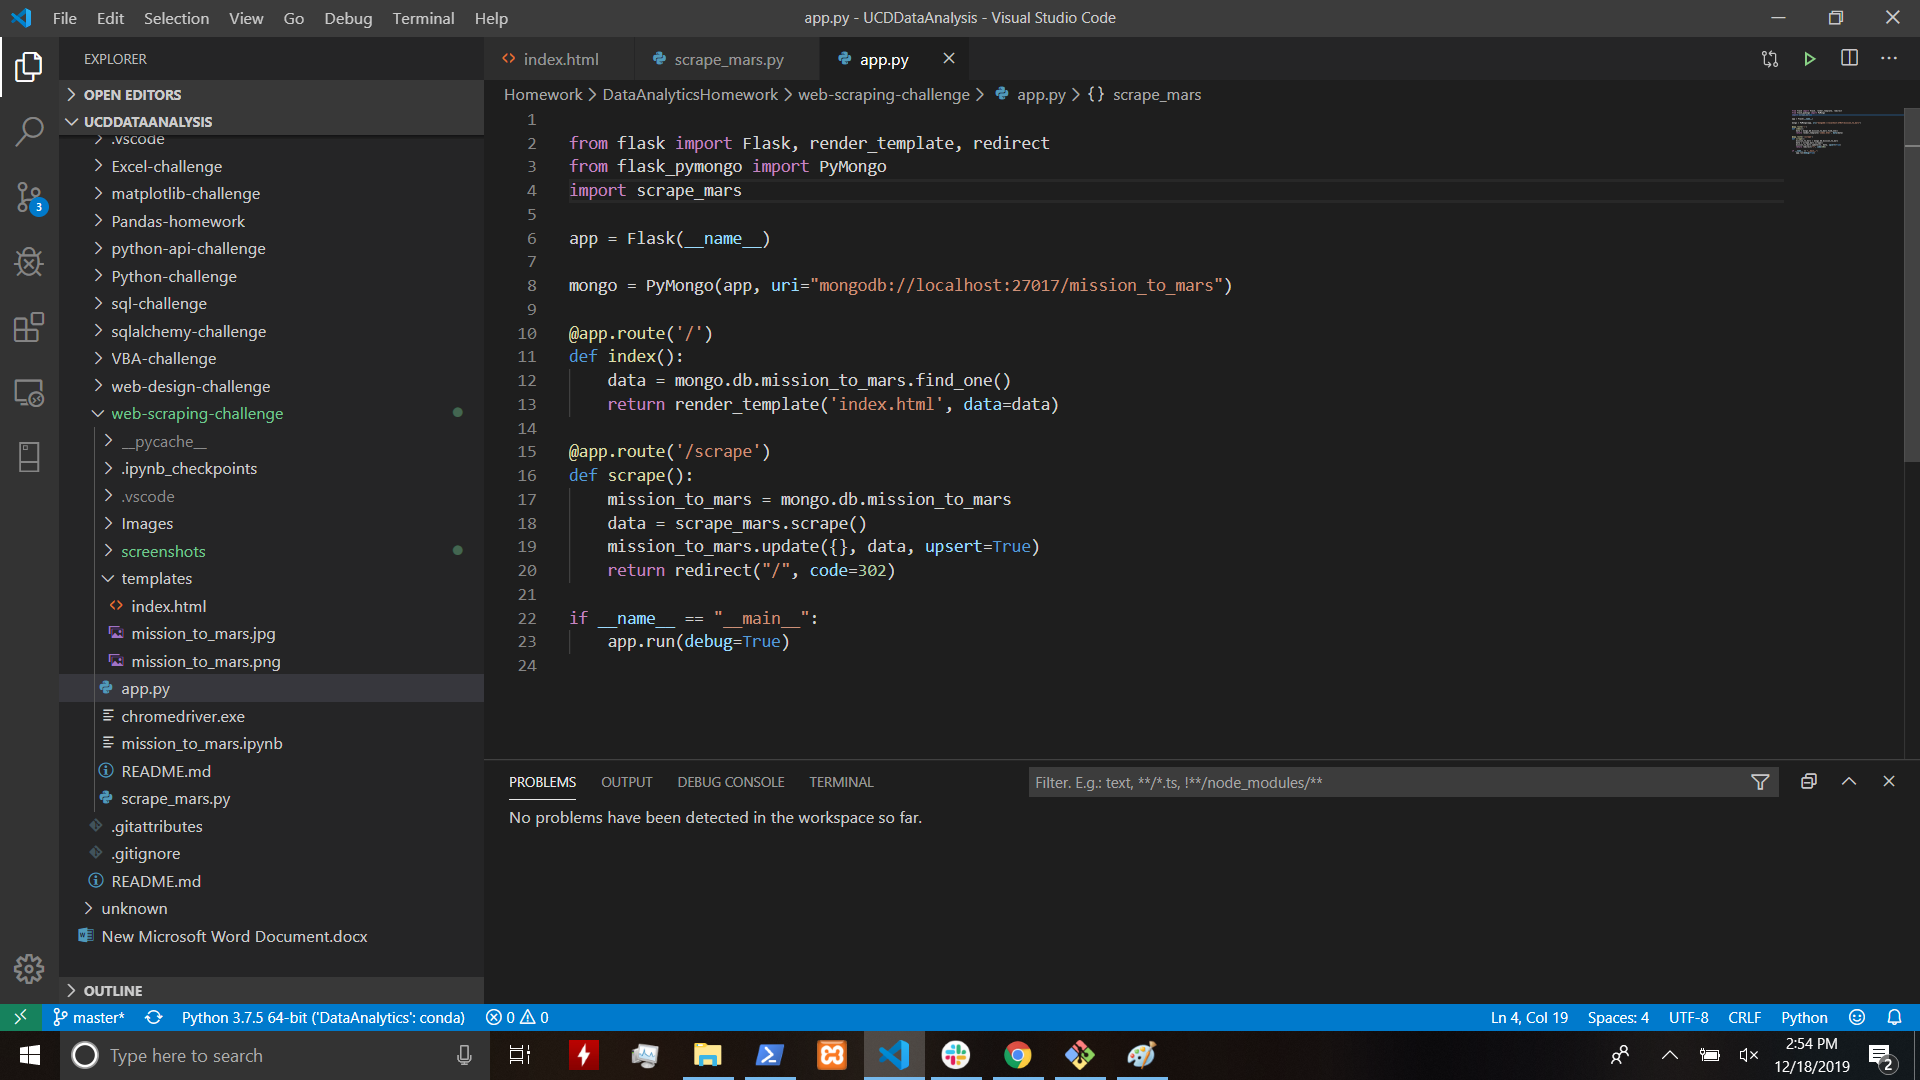 File Edit Selection View Go Debug Terminal Help
app.py - UCDDataAnalysis - Visual Studio Code
EXPLORER
OPEN EDITORS
UCDDATAANALYSIS
.vscode
Excel-challenge
matplotlib-challenge
Pandas-homework
python-api-challenge
Python-challenge
sql-challenge
sqlalchemy-challenge
VBA-challenge
web-design-challenge
web-scraping-challenge
__pycache__
.ipynb_checkpoints
.vscode
Images
screenshots
templates
index.html
mission_to_mars.jpg
mission_to_mars.png
app.py
chromedriver.exe
mission_to_mars.ipynb
README.md
scrape_mars.py
.gitattributes
.gitignore
README.md
unknown
New Microsoft Word Document.docx
OUTLINE
3
index.html scrape_mars.py app.py
Homework > DataAnalyticsHomework > web-scraping-challenge > app.py > {} scrape_mars
1
2 from flask import Flask, render_template, redirect
3 from flask_pymongo import PyMongo
4 import scrape_mars
5
6 app = Flask(__name__)
7
8 mongo = PyMongo(app, uri="mongodb://localhost:27017/mission_to_mars")
9
10 @app.route('/')
11 def index():
12     data = mongo.db.mission_to_mars.find_one()
13     return render_template('index.html', data=data)
14
15 @app.route('/scrape')
16 def scrape():
17     mission_to_mars = mongo.db.mission_to_mars
18     data = scrape_mars.scrape()
19     mission_to_mars.update({}, data, upsert=True)
20     return redirect("/", code=302)
21
22 if __name__ == "__main__":
23     app.run(debug=True)
24
PROBLEMS OUTPUT DEBUG CONSOLE TERMINAL
Filter. E.g.: text, **/*.ts, !**/node_modules/**
No problems have been detected in the workspace so far.
master* Python 3.7.5 64-bit ('DataAnalytics': conda) 0 0
Ln 4, Col 19 Spaces: 4 UTF-8 CRLF Python
Type here to search
2:54 PM
12/18/2019
2